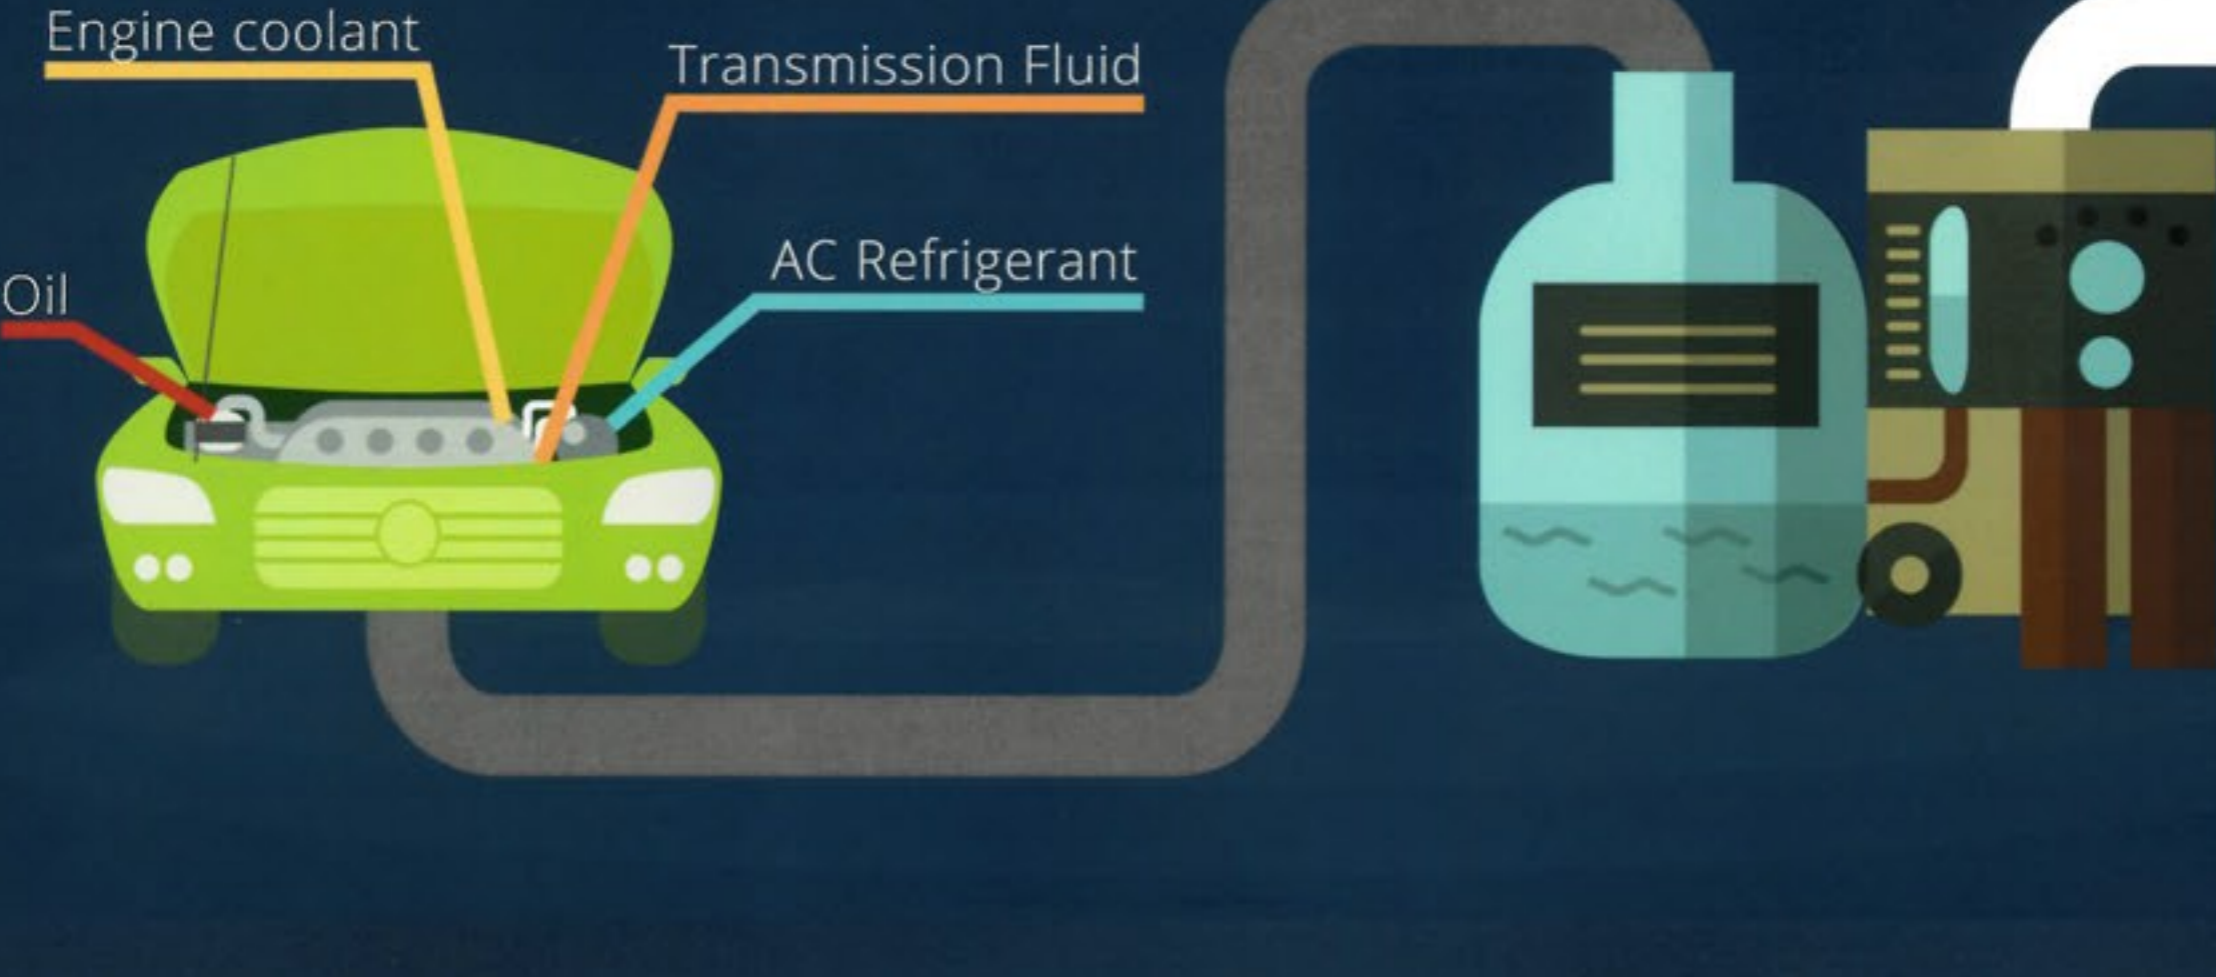 Engine coolant
Transmission Fluid
AC Refrigerant
Oil